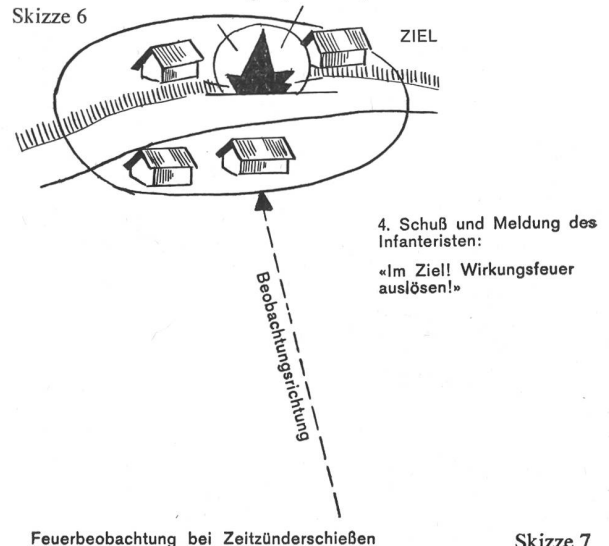 Skizze 6
ZIEL
4. Schuß und Meldung des
Infanteristen:
«Im Ziel! Wirkungsfeuer
auslösen!»
Beobachtungsrichtung
Feuerbeobachtung bei Zeitzünderschießen
Skizze 7